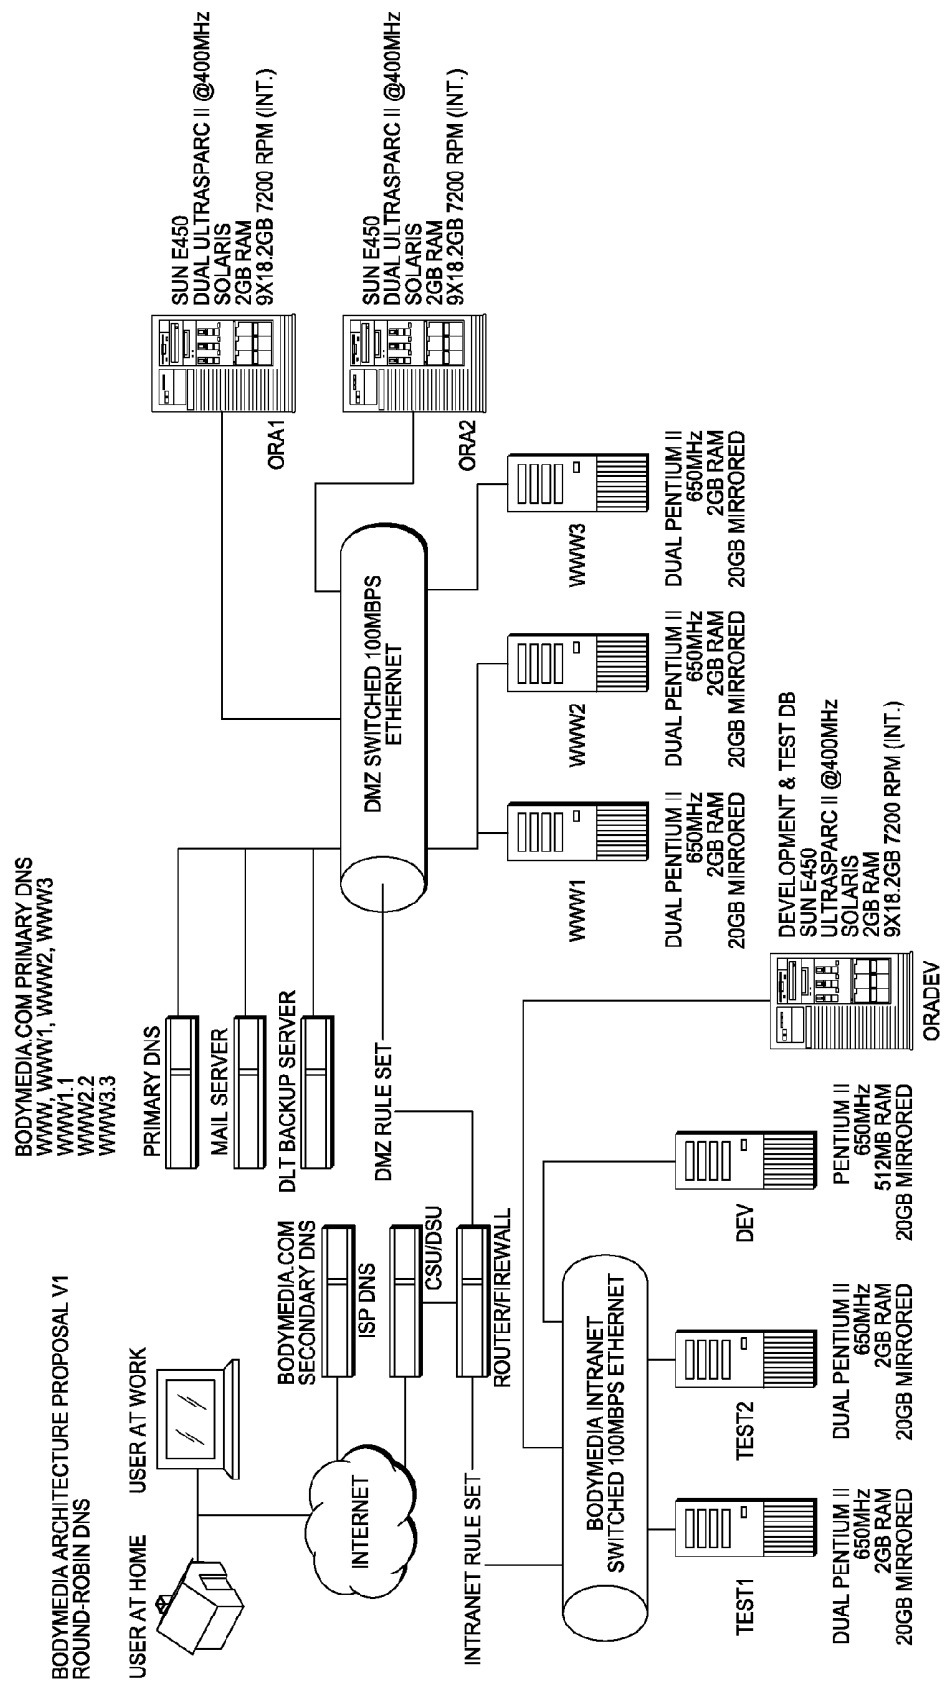 BODYMEDIA ARCHITECTURE PROPOSAL V1
ROUND-ROBIN DNS
BODYMEDIA.COM PRIMARY DNS
WWW, WWW1, WWW2, WWW3
WWW1.1
WWW2.2
WWW3.3
USER AT HOME
USER AT WORK
INTERNET
BODYMEDIA.COM
SECONDARY DNS
ISP DNS
CSU/DSU
ROUTER/FIREWALL
PRIMARY DNS
MAIL SERVER
DLT BACKUP SERVER
DMZ RULE SET
INTRANET RULE SET
DMZ SWITCHED 100MBPS
ETHERNET
ORA1
SUN E450
DUAL ULTRASPARC II @400MHz
SOLARIS
2GB RAM
9X18.2GB 7200 RPM (INT.)
ORA2
SUN E450
DUAL ULTRASPARC II @400MHz
SOLARIS
2GB RAM
9X18.2GB 7200 RPM (INT.)
WWW1
DUAL PENTIUM II
650MHz
2GB RAM
20GB MIRRORED
WWW2
DUAL PENTIUM II
650MHz
2GB RAM
20GB MIRRORED
WWW3
DUAL PENTIUM II
650MHz
2GB RAM
20GB MIRRORED
BODYMEDIA INTRANET
SWITCHED 100MBPS ETHERNET
TEST1
DUAL PENTIUM II
650MHz
2GB RAM
20GB MIRRORED
TEST2
DUAL PENTIUM II
650MHz
2GB RAM
20GB MIRRORED
DEV
PENTIUM II
650MHz
512MB RAM
20GB MIRRORED
ORADEV
DEVELOPMENT & TEST DB
SUN E450
ULTRASPARC II @400MHz
SOLARIS
2GB RAM
9X18.2GB 7200 RPM (INT.)